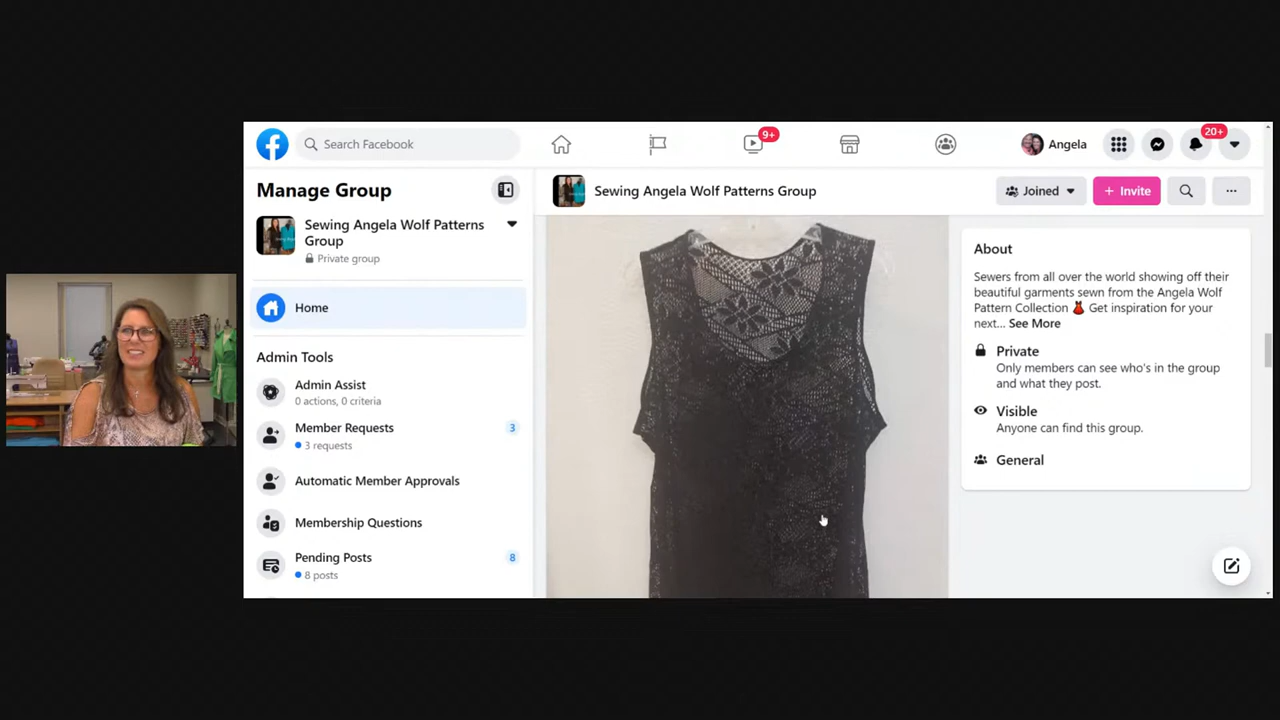 Search Facebook
9+
Angela
20+
Manage Group
Sewing Angela Wolf Patterns
Group
Private group
Home
Admin Tools
Admin Assist
0 actions, 0 criteria
Member Requests
3
3 requests
Automatic Member Approvals
Membership Questions
Pending Posts
8
8 posts
Sewing Angela Wolf Patterns Group
Joined
+ Invite
About
Sewers from all over the world showing off their
beautiful garments sewn from the Angela Wolf
Pattern Collection 👗 Get inspiration for your
next... See More
Private
Only members can see who's in the group
and what they post.
Visible
Anyone can find this group.
General